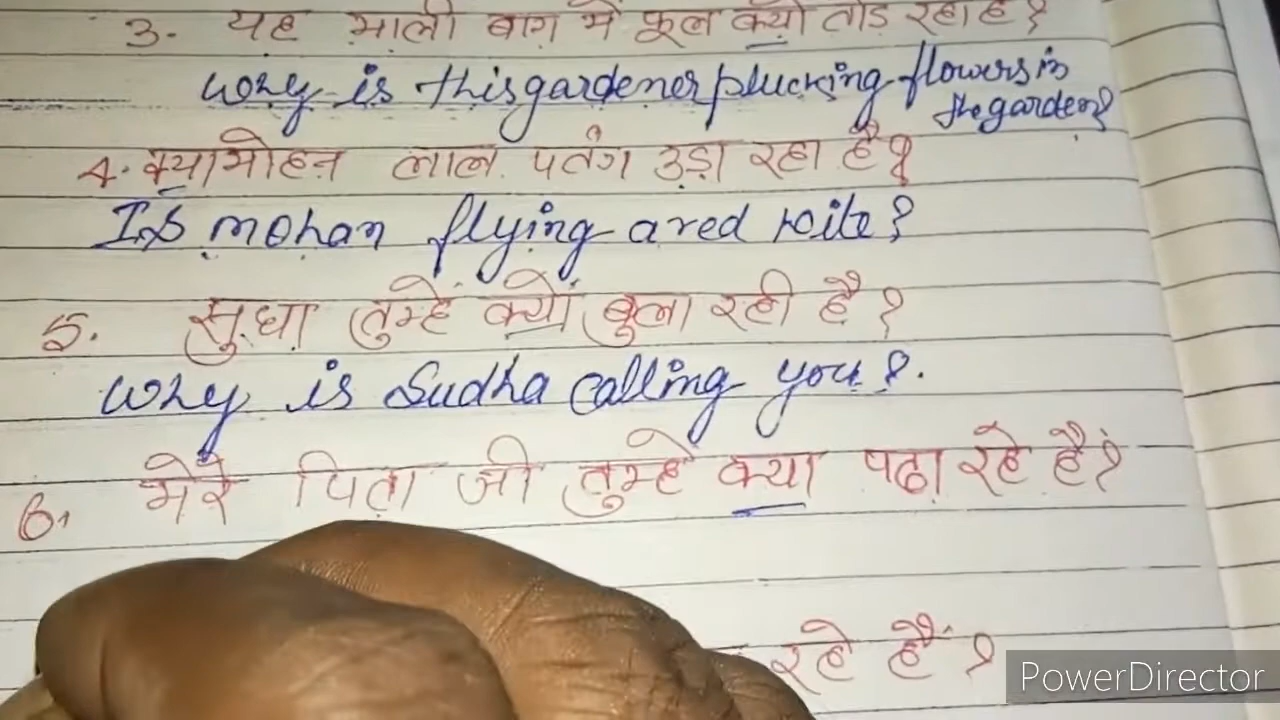 3. यह माली बाग में फूल क्यों तोड़ रहा है?
Why is this gardener plucking flowers in
the garden?
4. क्या मोहन लाल पतंग उड़ा रहा है?
Is mohan flying a red kite?
5. सुधा तुम्हें क्यों बुला रही है?
Why is Sudha calling you?.
6. मेरे पिता जी तुम्हे क्या पढा रहे है?
रहे हैं?
PowerDirector